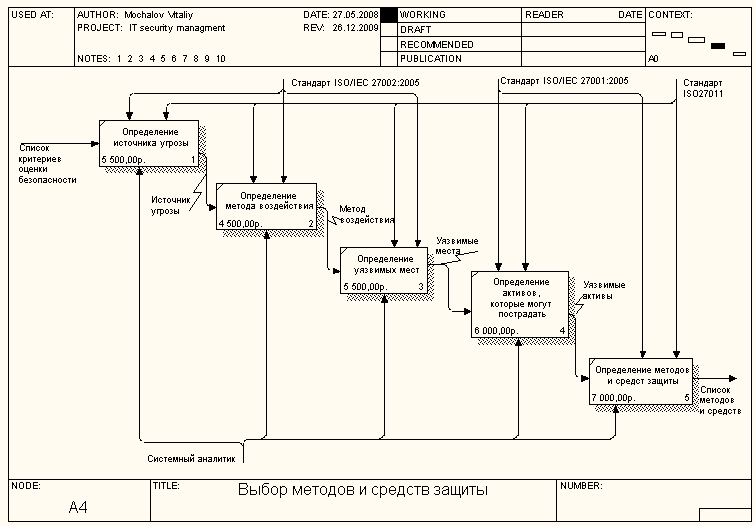 USED AT:
AUTHOR: Mochalov Vitaliy
DATE: 27.05.2008
PROJECT: IT security managment
REV: 26.12.2009
NOTES: 1 2 3 4 5 6 7 8 9 10
WORKING
DRAFT
RECOMMENDED
PUBLICATION
READER
DATE
CONTEXT:
A0
Стандарт ISO/IEC 27002:2005
Стандарт ISO/IEC 27001:2005
Стандарт
ISO27011
Список
критериев
оценки
безопасности
Определение
источника угрозы
5 500,00р. 1
Источник
угрозы
Определение
метода воздействия
4 500,00р. 2
Метод
воздействия
Определение
уязвимых мест
5 500,00р. 3
Уязвимые
места
Определение
активов,
которые могут
пострадать
6 000,00р. 4
Уязвимые
активы
Определение методов
и средст защиты
7 000,00р. 5
Список
методов
и средств
Системный аналитик
NODE:
A4
TITLE:
Выбор методов и средств защиты
NUMBER: